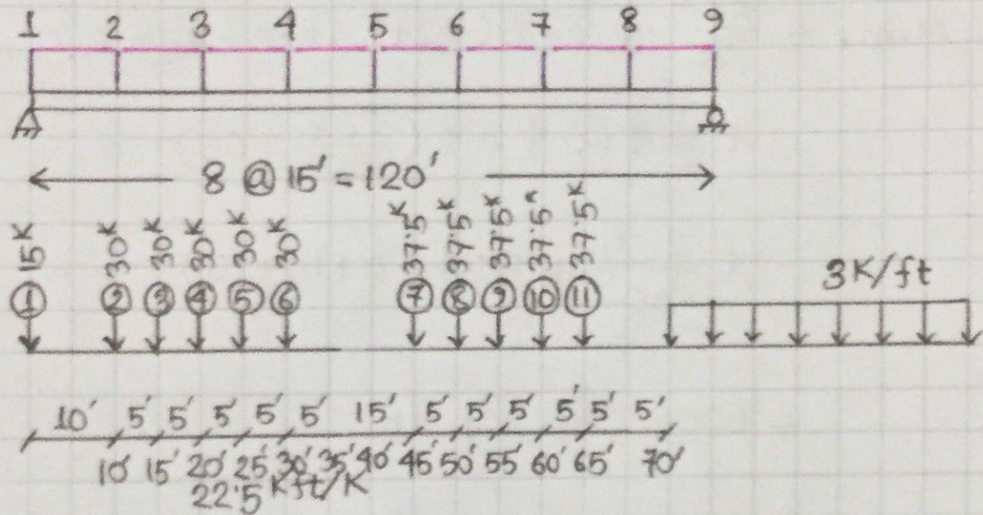 1 2 3 4 5 6 7 8 9
8 @ 15' = 120'
15K 30K 30K 30K 30K 30K 37.5K 37.5K 37.5K 37.5K 37.5K
① ② ③ ④ ⑤ ⑥ ⑦ ⑧ ⑨ ⑩ ⑪
3K/ft
10' 5' 5' 5' 5' 5' 15' 5' 5' 5' 5' 5' 5'
10' 15' 20' 25' 30' 35' 40' 45' 50' 55' 60' 65' 70'
22.5 Kft/K